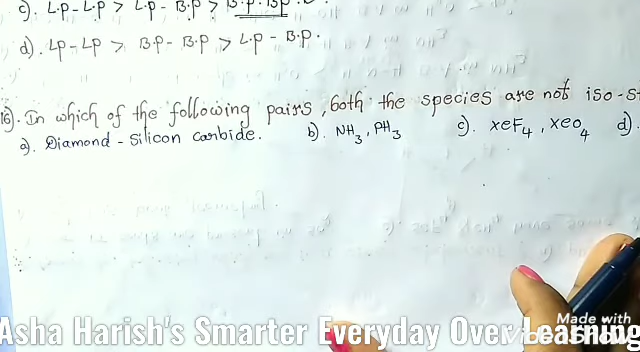 c). L.P-L.P > L.P - B.P > B.P. B.P
d). LP-LP > B.P- B.P > L.P - B.P.
16). In which of the following pairs, both the species are not iso-s
a). Diamond - Silicon carbide. b). NH3, PH3 c). XeF4, XeO4 d).
Made with
Asha Harish's Smarter Everyday Over Learning